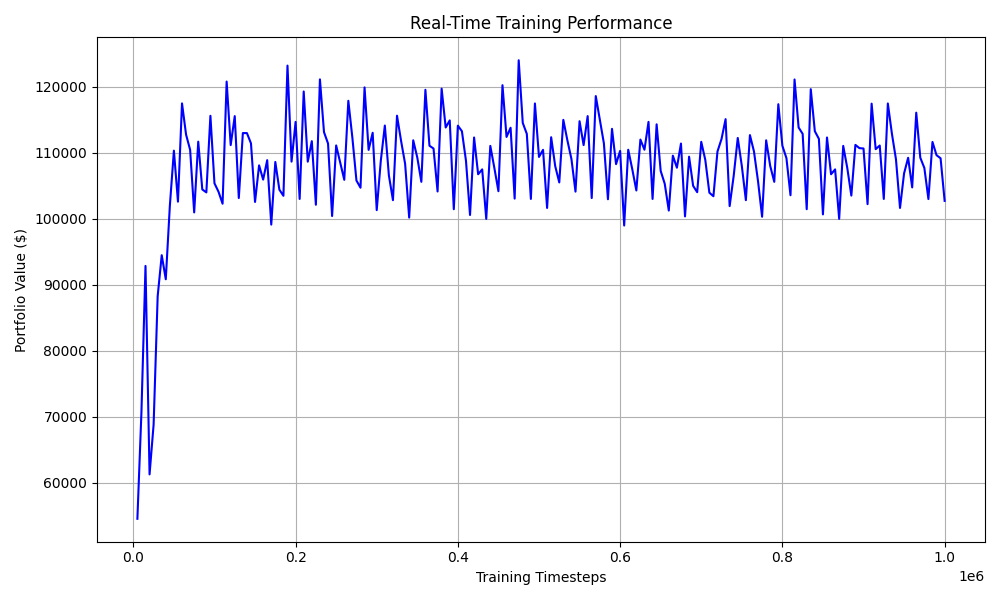 Real-Time Training Performance
Portfolio Value ($)
120000
110000
100000
90000
80000
70000
60000
0.0 0.2 0.4 0.6 0.8 1.0
1e6
Training Timesteps